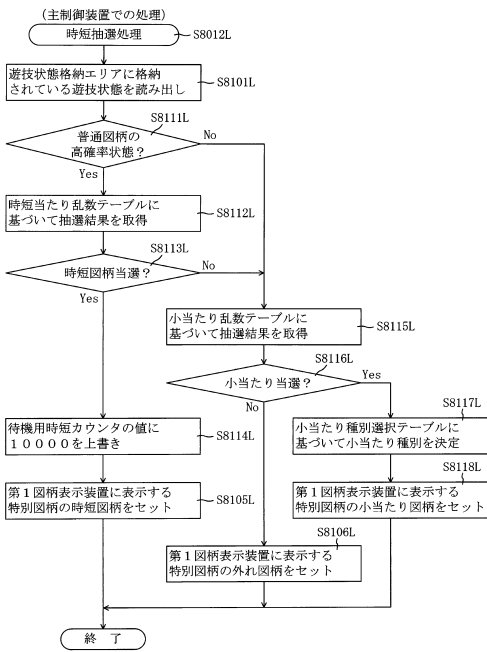 (主制御装置での処理)
時短抽選処理
S8012L
遊技状態格納エリアに格納
されている遊技状態を読み出し
S8101L
S8111L
普通図柄の
高確率状態？
No
Yes
時短当たり乱数テーブルに
基づいて抽選結果を取得
S8112L
S8113L
時短図柄当選？
No
Yes
小当たり乱数テーブルに
基づいて抽選結果を取得
S8115L
S8116L
小当たり当選？
Yes
No
S8117L
待機用時短カウンタの値に
１００００を上書き
S8114L
小当たり種別選択テーブルに
基づいて小当たり種別を決定
S8118L
第１図柄表示装置に表示する
特別図柄の時短図柄をセット
S8105L
第１図柄表示装置に表示する
特別図柄の小当たり図柄をセット
S8106L
第１図柄表示装置に表示する
特別図柄の外れ図柄をセット
終 了